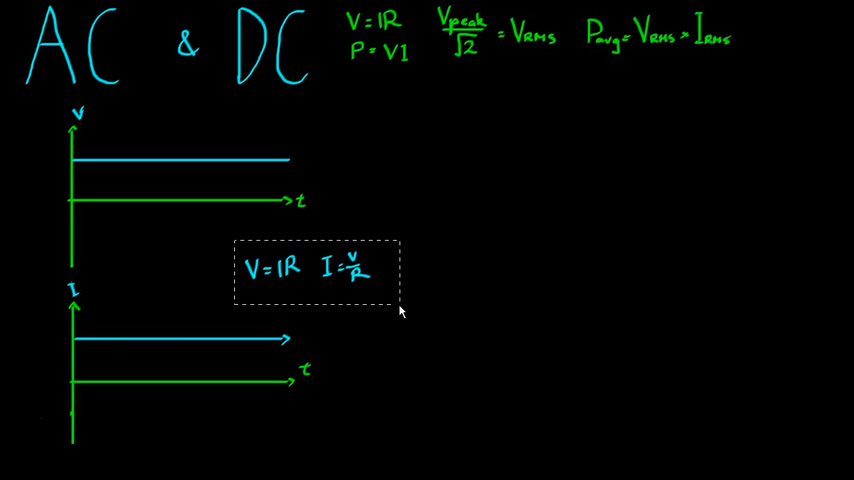 AC & DC
V=IR
P=VI
Vpeak/√2 = VRMS
Pavg = VRMS * IRMS
V
t
V=IR I=V/R
I
t